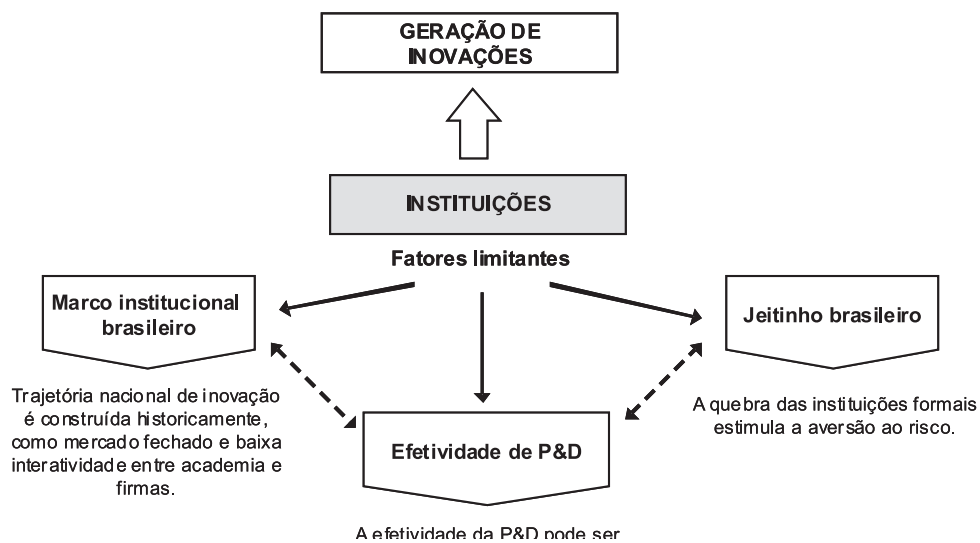 GERAÇÃO DE
INOVAÇÕES
INSTITUIÇÕES
Fatores limitantes
Marco institucional
brasileiro
Jeitinho brasileiro
Trajetória nacional de inovação
é construída historicamente,
como mercado fechado e baixa
interatividade entre academia e
firmas.
A quebra das instituições formais
estimula a aversão ao risco.
Efetividade de P&D
A efetividade da P&D pode ser